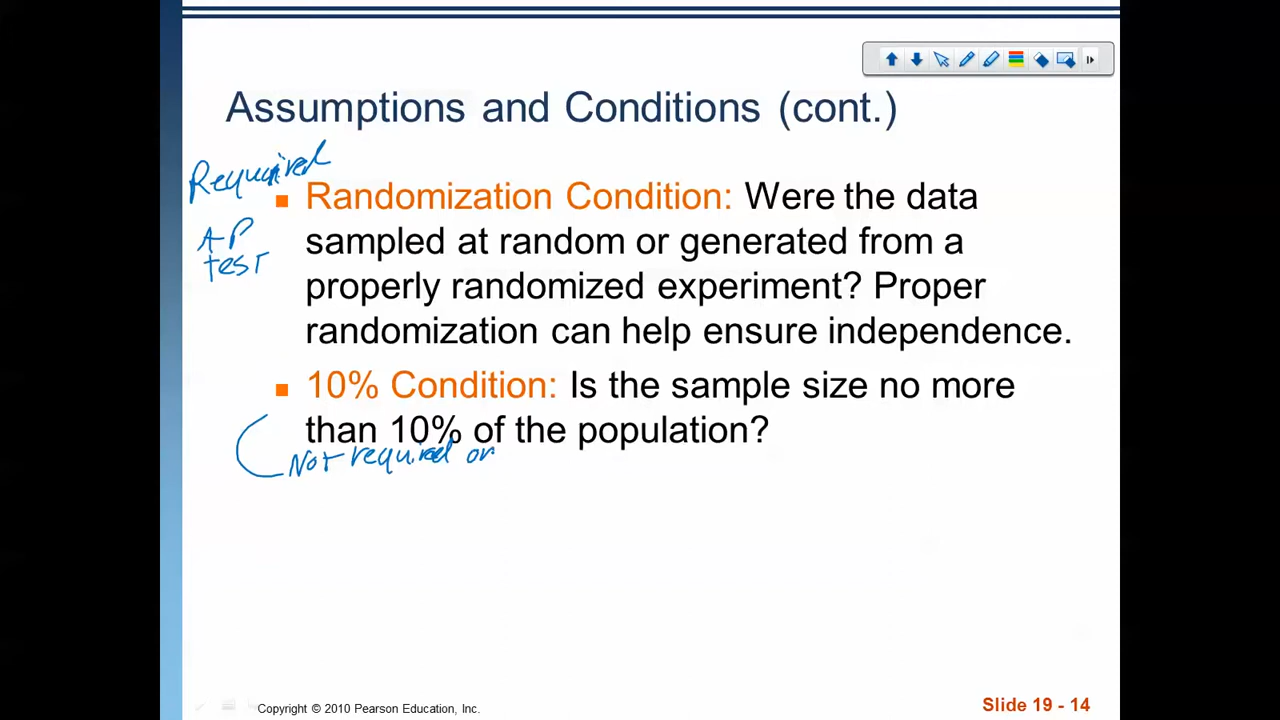 Assumptions and Conditions (cont.)
Required
AP
test
■ Randomization Condition: Were the data
sampled at random or generated from a
properly randomized experiment? Proper
randomization can help ensure independence.
■ 10% Condition: Is the sample size no more
than 10% of the population?
Not required on
Copyright © 2010 Pearson Education, Inc.
Slide 19 - 14